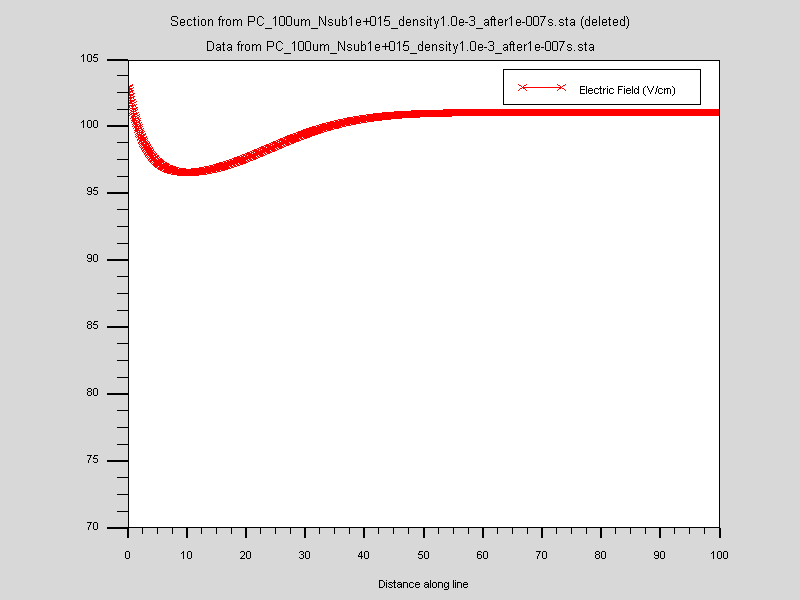 Section from PC_100um_Nsub1e+015_density1.0e-3_after1e-007s.sta (deleted)
Data from PC_100um_Nsub1e+015_density1.0e-3_after1e-007s.sta
105
Electric Field (V/cm)
100
95
90
85
80
75
70
0 10 20 30 40 50 60 70 80 90 100
Distance along line